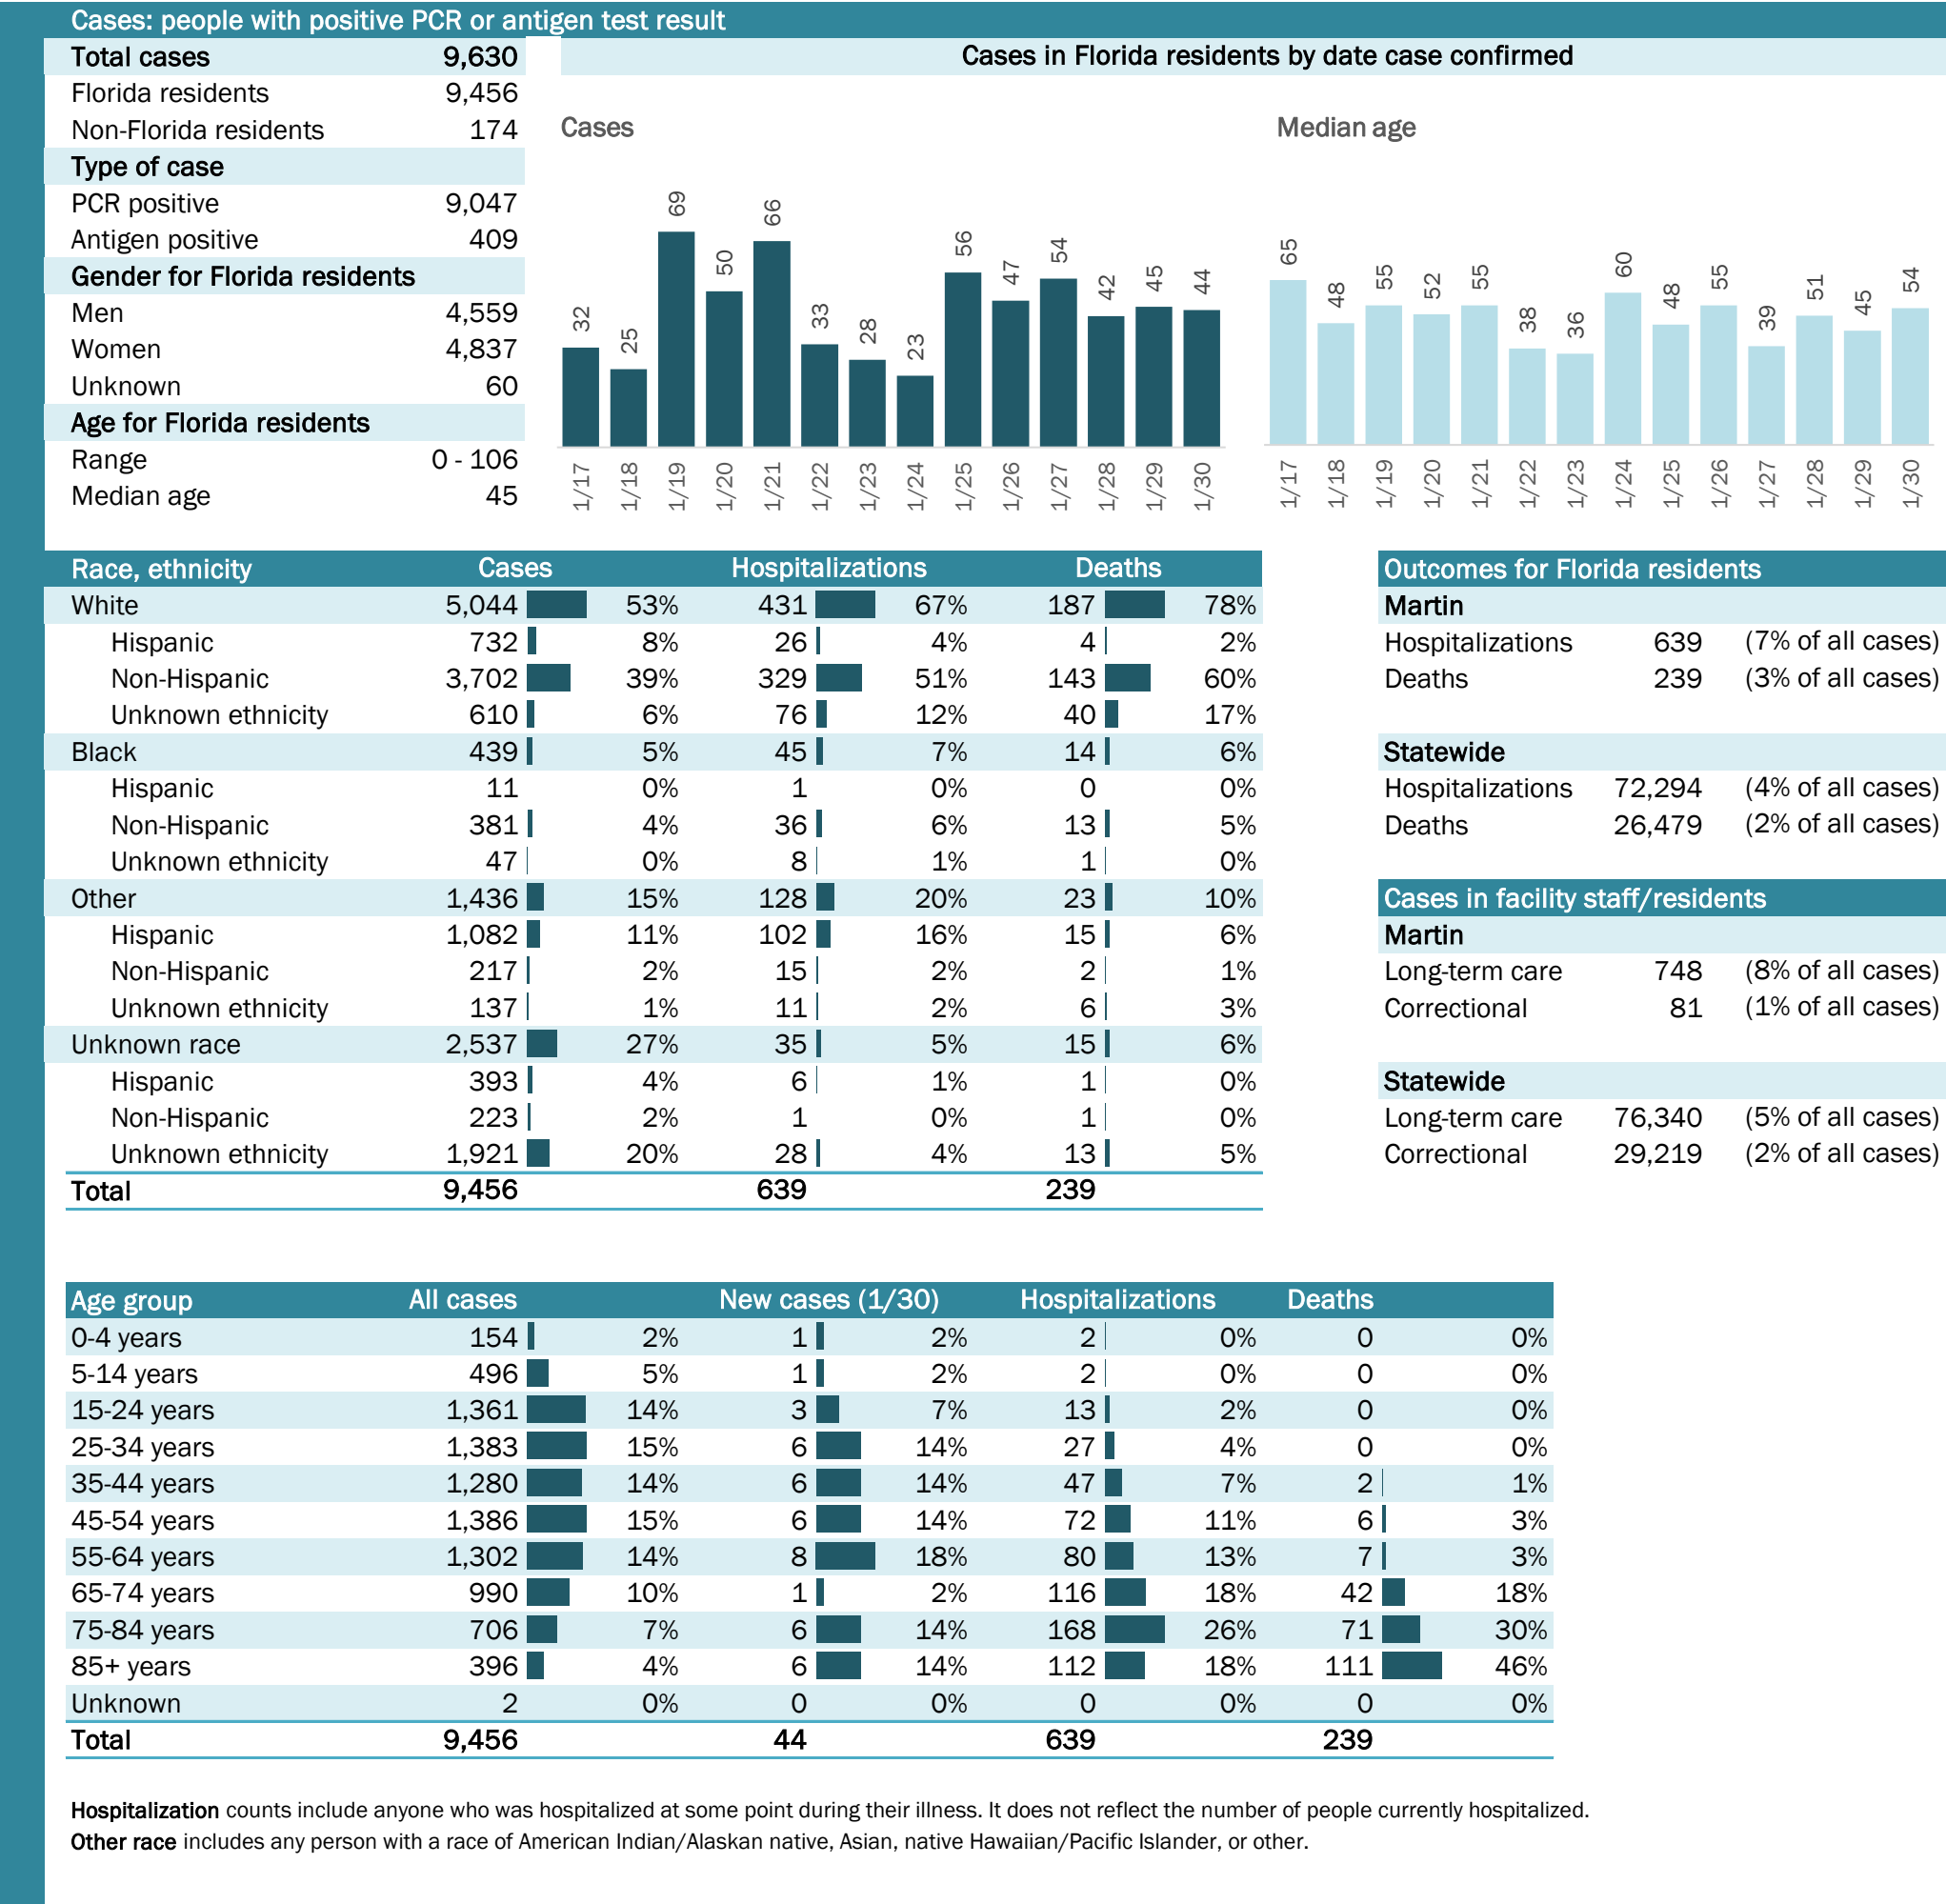 Cases: people with positive PCR or antigen test result
Total cases 9,630
Florida residents 9,456
Non-Florida residents 174
Type of case
PCR positive 9,047
Antigen positive 409
Gender for Florida residents
Men 4,559
Women 4,837
Unknown 60
Age for Florida residents
Range 0 - 106
Median age 45
Cases in Florida residents by date case confirmed
Cases
32 25 69 50 66 33 28 23 56 47 54 42 45 44
1/17 1/18 1/19 1/20 1/21 1/22 1/23 1/24 1/25 1/26 1/27 1/28 1/29 1/30
Median age
65 48 55 52 55 38 36 60 48 55 39 51 45 54
1/17 1/18 1/19 1/20 1/21 1/22 1/23 1/24 1/25 1/26 1/27 1/28 1/29 1/30
Race, ethnicity Cases Hospitalizations Deaths
White 5,044 53% 431 67% 187 78%
Hispanic 732 8% 26 4% 4 2%
Non-Hispanic 3,702 39% 329 51% 143 60%
Unknown ethnicity 610 6% 76 12% 40 17%
Black 439 5% 45 7% 14 6%
Hispanic 11 0% 1 0% 0 0%
Non-Hispanic 381 4% 36 6% 13 5%
Unknown ethnicity 47 0% 8 1% 1 0%
Other 1,436 15% 128 20% 23 10%
Hispanic 1,082 11% 102 16% 15 6%
Non-Hispanic 217 2% 15 2% 2 1%
Unknown ethnicity 137 1% 11 2% 6 3%
Unknown race 2,537 27% 35 5% 15 6%
Hispanic 393 4% 6 1% 1 0%
Non-Hispanic 223 2% 1 0% 1 0%
Unknown ethnicity 1,921 20% 28 4% 13 5%
Total 9,456 639 239
Outcomes for Florida residents
Martin
Hospitalizations 639 (7% of all cases)
Deaths 239 (3% of all cases)
Statewide
Hospitalizations 72,294 (4% of all cases)
Deaths 26,479 (2% of all cases)
Cases in facility staff/residents
Martin
Long-term care 748 (8% of all cases)
Correctional 81 (1% of all cases)
Statewide
Long-term care 76,340 (5% of all cases)
Correctional 29,219 (2% of all cases)
Age group All cases New cases (1/30) Hospitalizations Deaths
0-4 years 154 2% 1 2% 2 0% 0 0%
5-14 years 496 5% 1 2% 2 0% 0 0%
15-24 years 1,361 14% 3 7% 13 2% 0 0%
25-34 years 1,383 15% 6 14% 27 4% 0 0%
35-44 years 1,280 14% 6 14% 47 7% 2 1%
45-54 years 1,386 15% 6 14% 72 11% 6 3%
55-64 years 1,302 14% 8 18% 80 13% 7 3%
65-74 years 990 10% 1 2% 116 18% 42 18%
75-84 years 706 7% 6 14% 168 26% 71 30%
85+ years 396 4% 6 14% 112 18% 111 46%
Unknown 2 0% 0 0% 0 0% 0 0%
Total 9,456 44 639 239
Hospitalization counts include anyone who was hospitalized at some point during their illness. It does not reflect the number of people currently hospitalized.
Other race includes any person with a race of American Indian/Alaskan native, Asian, native Hawaiian/Pacific Islander, or other.